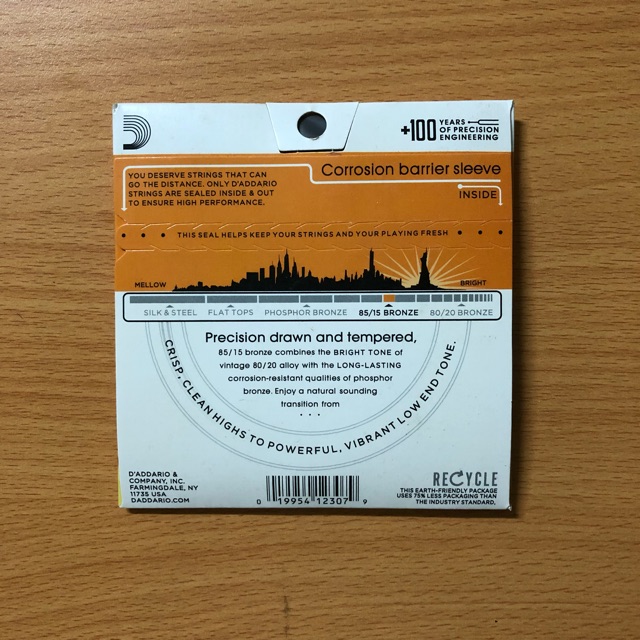 +100 YEARS
OF PRECISION
ENGINEERING
YOU DESERVE STRINGS THAT CAN
GO THE DISTANCE. ONLY D'ADDARIO
STRINGS ARE SEALED INSIDE & OUT
TO ENSURE HIGH PERFORMANCE.
Corrosion barrier sleeve
INSIDE
• • • THIS SEAL HELPS KEEP YOUR STRINGS AND YOUR PLAYING FRESH • • •
MELLOW
BRIGHT
SILK & STEEL FLAT TOPS PHOSPHOR BRONZE 85/15 BRONZE 80/20 BRONZE
Precision drawn and tempered,
85/15 bronze combines the BRIGHT TONE of
vintage 80/20 alloy with the LONG-LASTING
corrosion-resistant qualities of phosphor
bronze. Enjoy a natural sounding
transition from
• • •
CRISP, CLEAN HIGHS TO POWERFUL, VIBRANT LOW END TONE.
D'ADDARIO &
COMPANY, INC.
FARMINGDALE, NY
11735 USA
DADDARIO.COM
0 19954 12307 9
RECYCLE
THIS EARTH-FRIENDLY PACKAGE
USES 75% LESS PACKAGING THAN
THE INDUSTRY STANDARD,